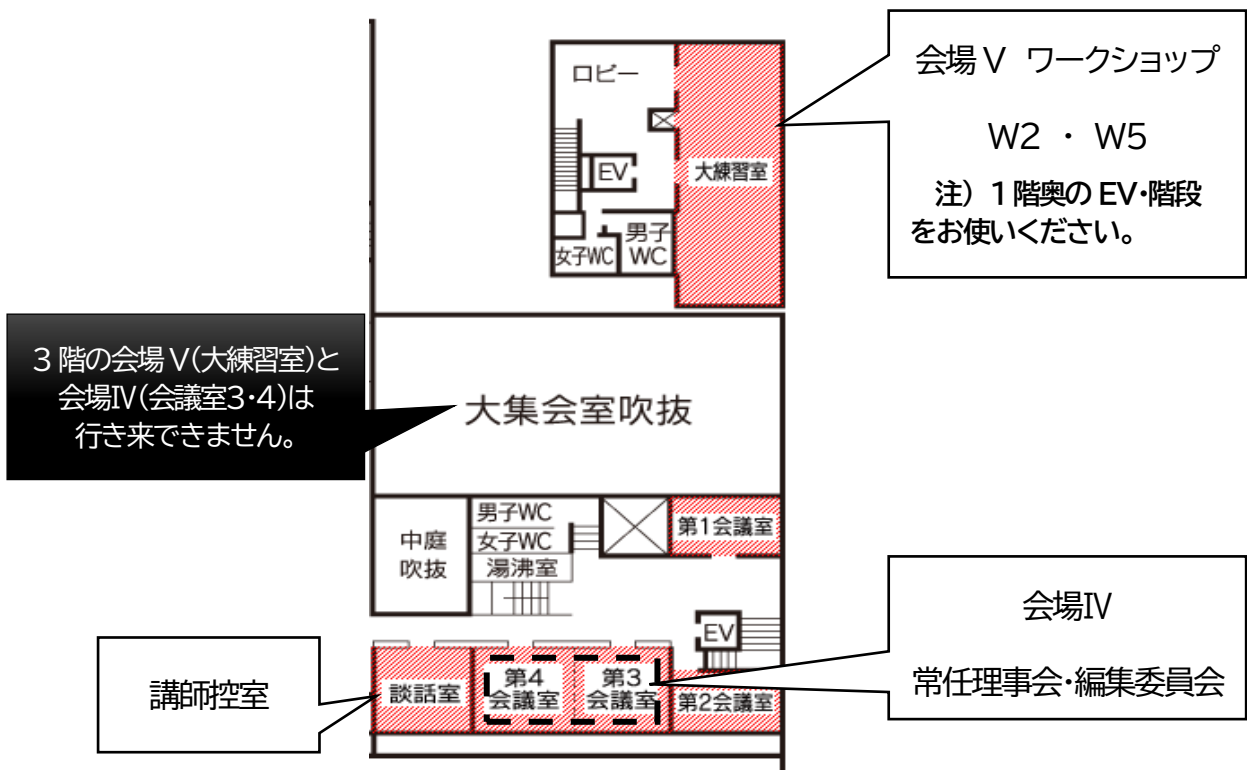 会場Ⅴ ワークショップ
W2 ・ W5
注) 1階奥のEV・階段
をお使いください。
ロビー
EV
大練習室
男子
WC
女子WC
3階の会場Ⅴ(大練習室)と
会場Ⅳ(会議室3・4)は
行き来できません。
大集会室吹抜
中庭
吹抜
男子WC
女子WC
湯沸室
第1会議室
EV
会場Ⅳ
常任理事会・編集委員会
講師控室
談話室
第4
会議室
第3
会議室
第2会議室